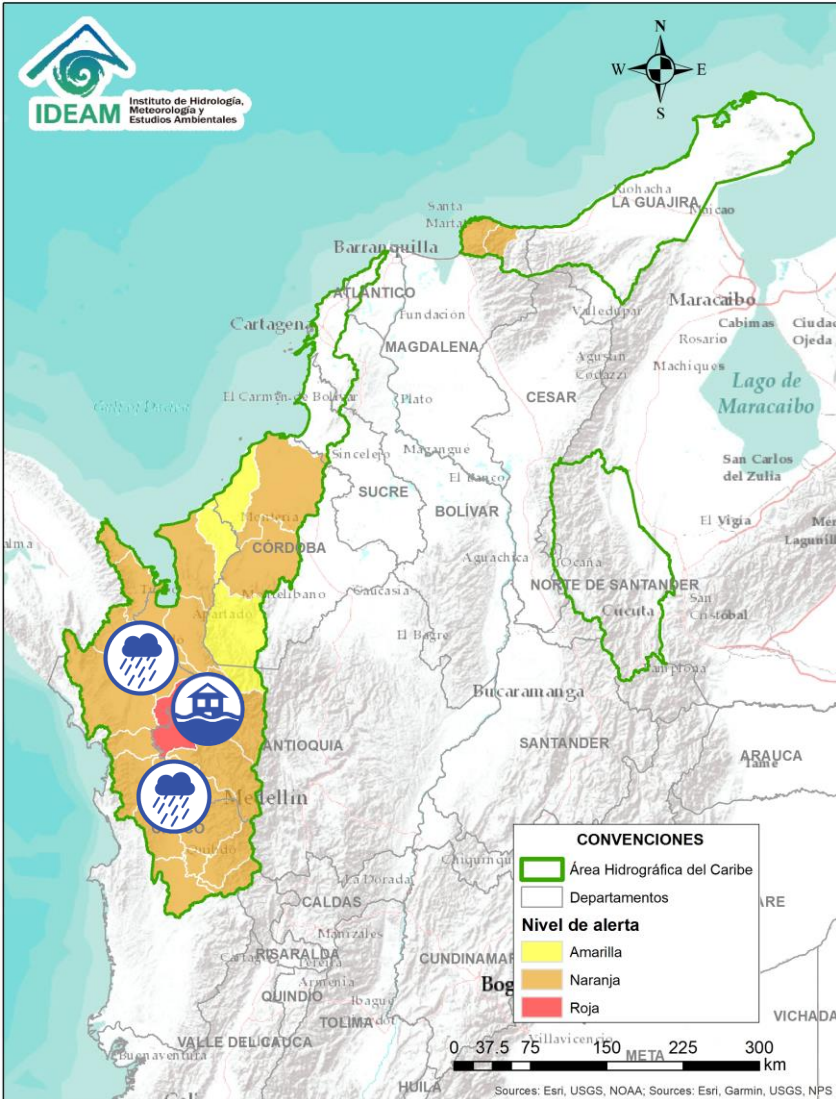 IDEAM
Instituto de Hidrología,
Meteorología y
Estudios Ambientales
N
W
E
S
Riohacha
LA GUAJIRA
Maicao
Santa
Marta
Barranquilla
ATLÁNTICO
Maracaibo
Cabimas
Ciudad
Ojeda
Rosario
Machiques
Lago de
Maracaibo
Fundación
Valledupar
Cartagena
MAGDALENA
Agustín
Codazzi
CESAR
El Carmen de Bolívar
Plato
San Carlos
del Zulia
Sincelejo
Magangué
El Banco
SUCRE
BOLÍVAR
El Vigía
Montería
CÓRDOBA
Aguachica
Ocaña
NORTE DE SANTANDER
Cúcuta
San
Cristóbal
Montelíbano
Caucasia
Apartadó
El Bagre
Pamplona
Bucaramanga
ANTIOQUIA
SANTANDER
ARAUCA
Tame
Medellín
Quibdó
La Dorada
CALDAS
Manizales
RISARALDA
Pereira
Armenia
QUINDIO
Ibagué
TOLIMA
VALLE DEL CAUCA
Buenaventura
HUILA
Villavicencio
META
VICHADA
CONVENCIONES
Área Hidrográfica del Caribe
Departamentos
Nivel de alerta
Amarilla
Naranja
Roja
0 37.5 75 150 225 300
km
Sources: Esri, USGS, NOAA; Sources: Esri, Garmin, USGS, NPS